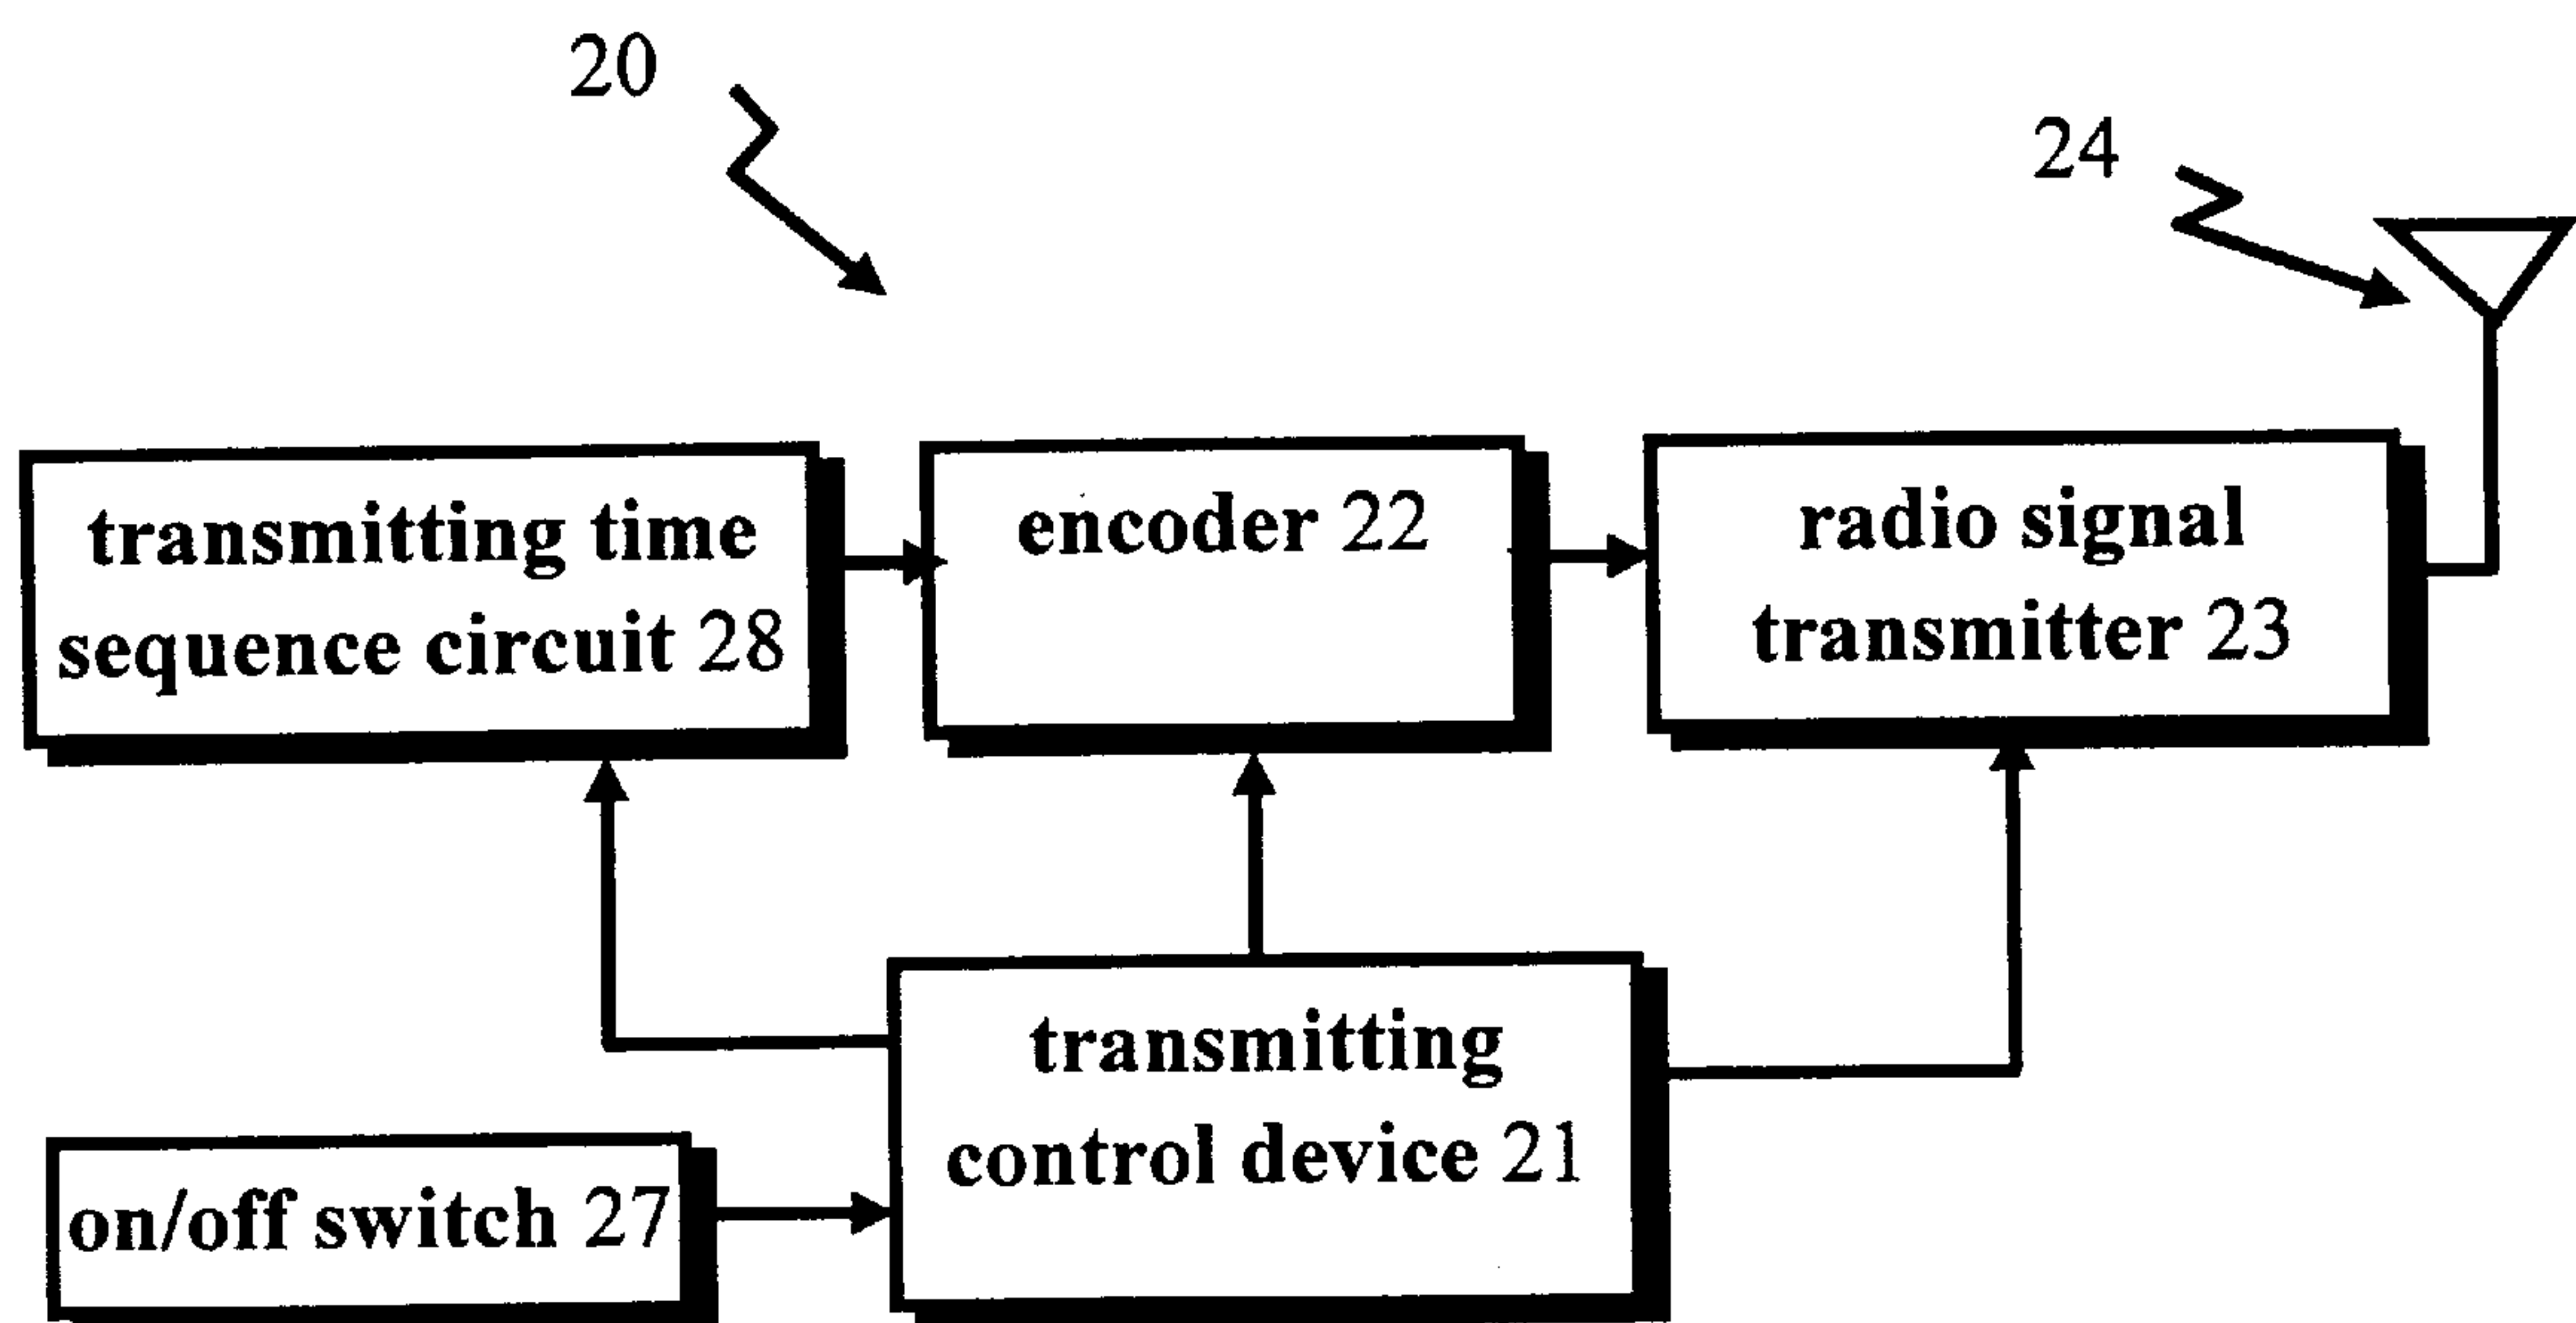 20
24
transmitting time
sequence circuit 28
encoder 22
radio signal
transmitter 23
transmitting
control device 21
on/off switch 27